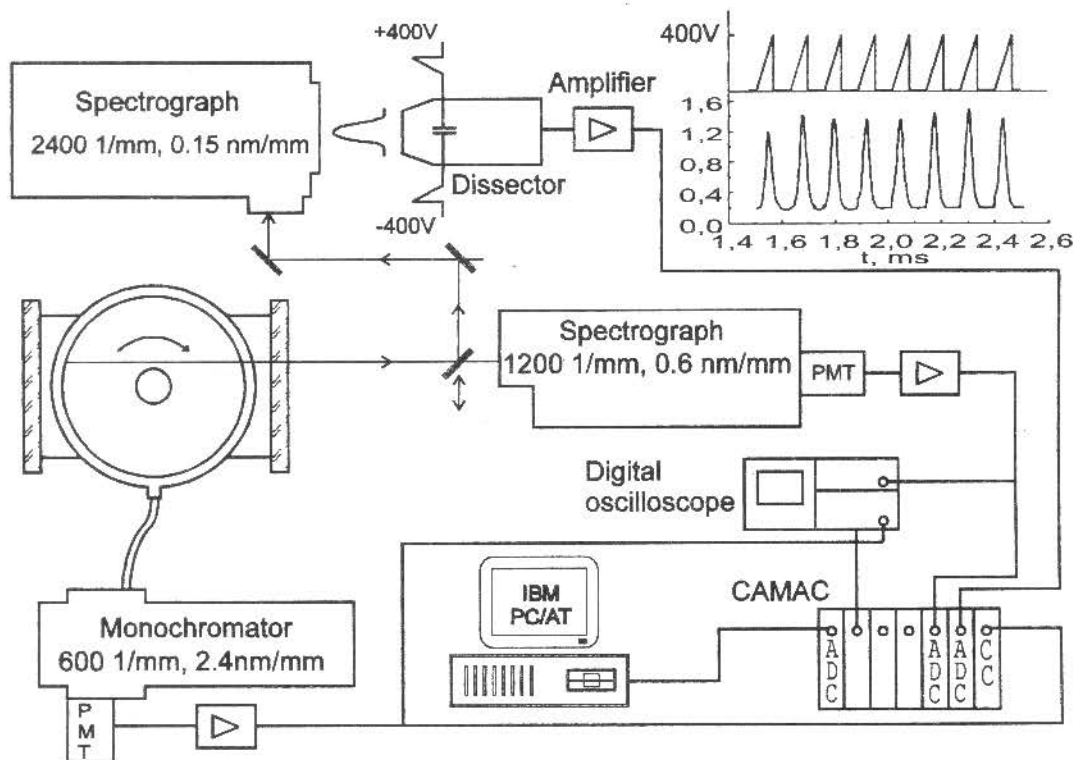 +400V
Spectrograph
2400 1/mm, 0.15 nm/mm
Amplifier
Dissector
-400V
400V
1,6
1,2
0,8
0,4
0,0
1,4 1,6 1,8 2,0 2,2 2,4 2,6
t, ms
Spectrograph
1200 1/mm, 0.6 nm/mm
PMT
Digital
oscilloscope
IBM
PC/AT
CAMAC
ADC
ADC
ADC
CC
Monochromator
600 1/mm, 2.4nm/mm
PMT